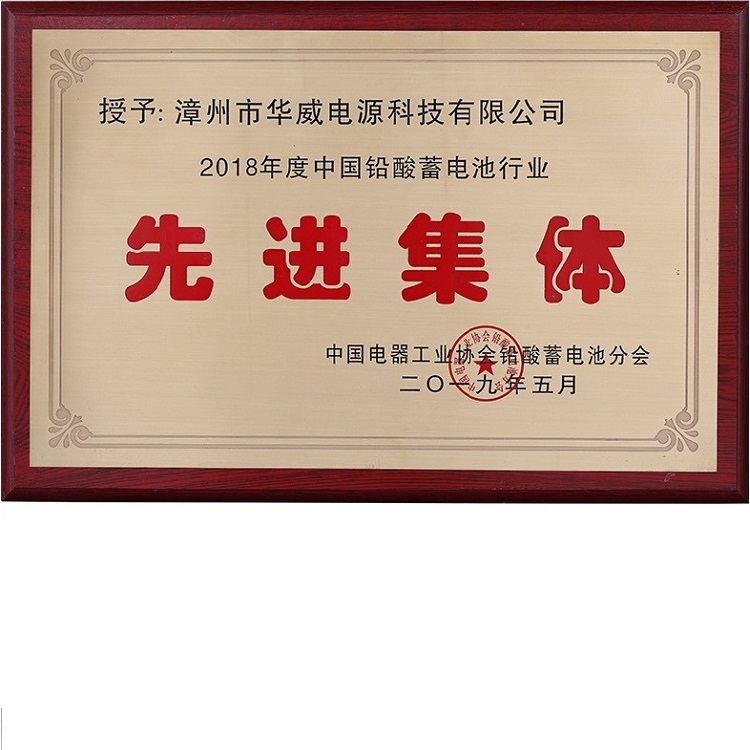 授予: 漳州市华威电源科技有限公司
2018年度中国铅酸蓄电池行业
先进集体
中国电器工业协会铅酸蓄电池分会
二〇一九年五月